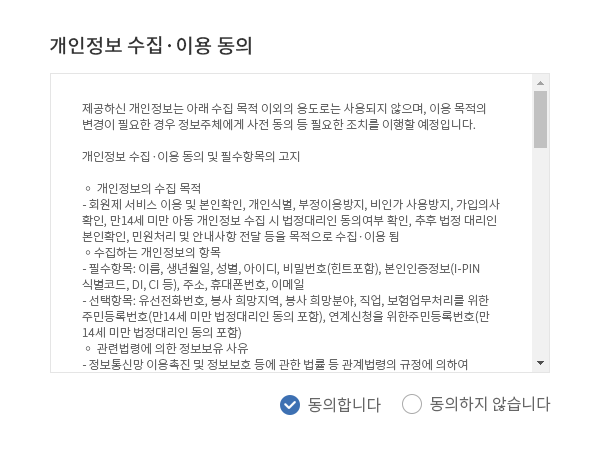 개인정보 수집·이용 동의
제공하신 개인정보는 아래 수집 목적 이외의 용도로는 사용되지 않으며, 이용 목적의
변경이 필요한 경우 정보주체에게 사전 동의 등 필요한 조치를 이행할 예정입니다.
개인정보 수집·이용 동의 및 필수항목의 고지
◦ 개인정보의 수집 목적
- 회원제 서비스 이용 및 본인확인, 개인식별, 부정이용방지, 비인가 사용방지, 가입의사
확인, 만14세 미만 아동 개인정보 수집 시 법정대리인 동의여부 확인, 추후 법정 대리인
본인확인, 민원처리 및 안내사항 전달 등을 목적으로 수집·이용 됨
◦수집하는 개인정보의 항목
- 필수항목: 이름, 생년월일, 성별, 아이디, 비밀번호(힌트포함), 본인인증정보(I-PIN
식별코드, DI, CI 등), 주소, 휴대폰번호, 이메일
- 선택항목: 유선전화번호, 봉사 희망지역, 봉사 희망분야, 직업, 보험업무처리를 위한
주민등록번호(만14세 미만 법정대리인 동의 포함), 연계신청을 위한주민등록번호(만
14세 미만 법정대리인 동의 포함)
◦ 관련법령에 의한 정보보유 사유
- 정보통신망 이용촉진 및 정보보호 등에 관한 법률 등 관계법령의 규정에 의하여
동의합니다 동의하지 않습니다